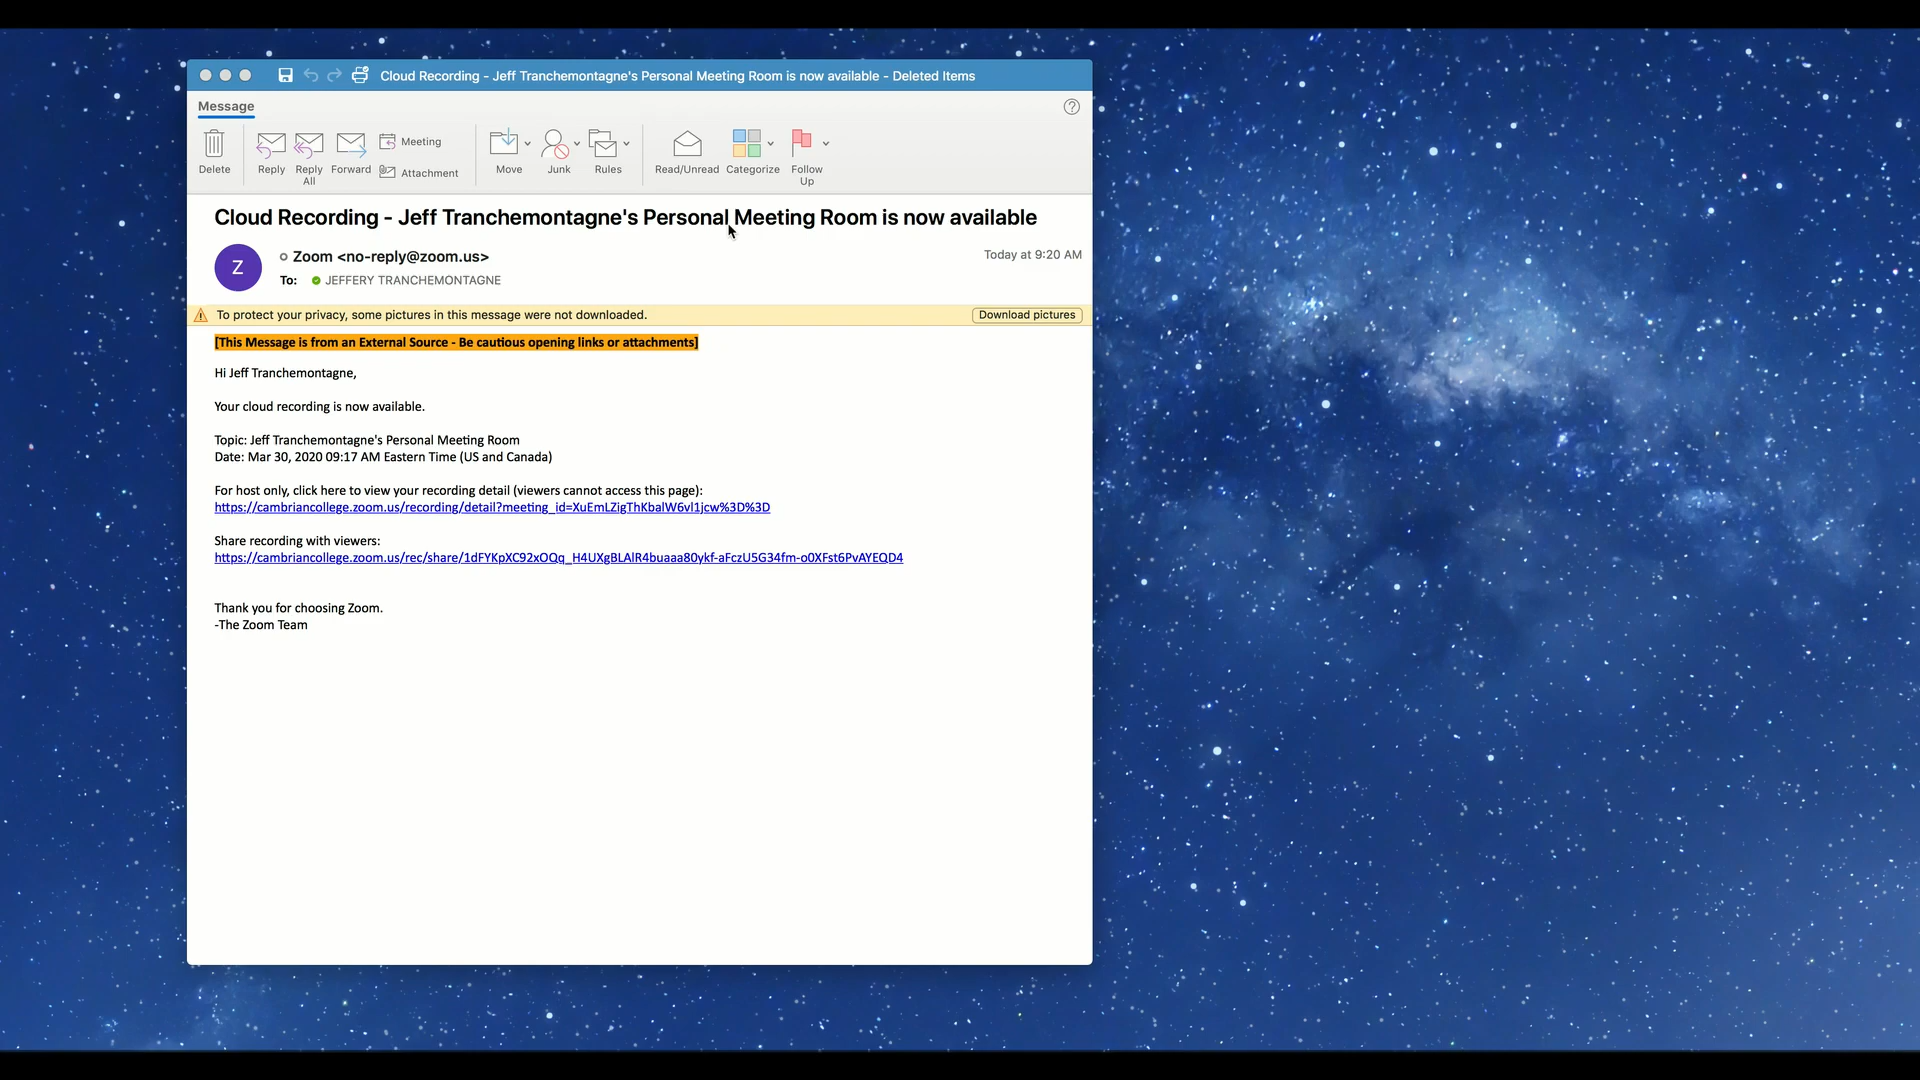 Cloud Recording - Jeff Tranchemontagne's Personal Meeting Room is now available - Deleted Items
Message
Delete
Reply
Reply All
Forward
Meeting
Attachment
Move
Junk
Rules
Read/Unread
Categorize
Follow Up
Cloud Recording - Jeff Tranchemontagne's Personal Meeting Room is now available
Z
Zoom <no-reply@zoom.us>
Today at 9:20 AM
To: JEFFERY TRANCHEMONTAGNE
To protect your privacy, some pictures in this message were not downloaded.
Download pictures
[This Message is from an External Source - Be cautious opening links or attachments]
Hi Jeff Tranchemontagne,
Your cloud recording is now available.
Topic: Jeff Tranchemontagne's Personal Meeting Room
Date: Mar 30, 2020 09:17 AM Eastern Time (US and Canada)
For host only, click here to view your recording detail (viewers cannot access this page):
https://cambriancollege.zoom.us/recording/detail?meeting_id=XuEmLZigThKbalW6vl1jcw%3D%3D
Share recording with viewers:
https://cambriancollege.zoom.us/rec/share/1dFYKpXC92xOQq_H4UXgBLAlR4buaaa80ykf-aFczU5G34fm-o0XFst6PvAYEQD4
Thank you for choosing Zoom.
-The Zoom Team